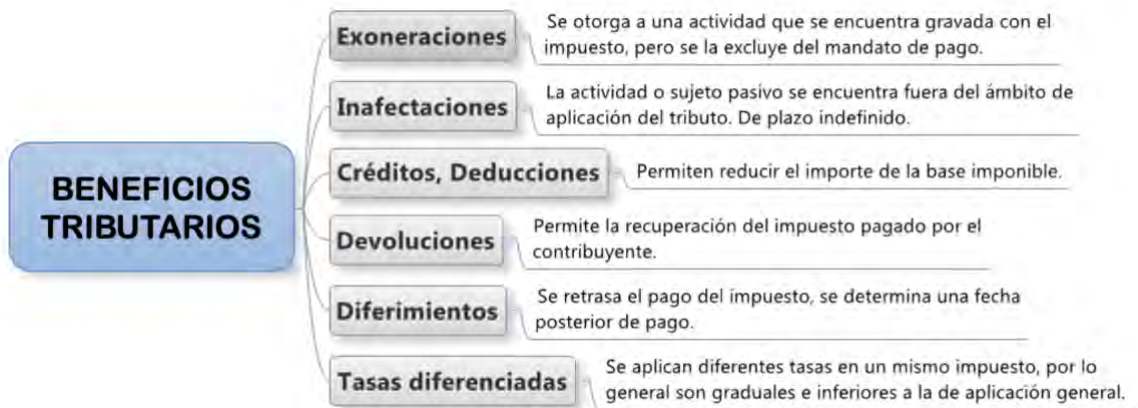 BENEFICIOS
TRIBUTARIOS
Exoneraciones
Se otorga a una actividad que se encuentra gravada con el
impuesto, pero se la excluye del mandato de pago.
Inafectaciones
La actividad o sujeto pasivo se encuentra fuera del ámbito de
aplicación del tributo. De plazo indefinido.
Créditos, Deducciones
Permiten reducir el importe de la base imponible.
Devoluciones
Permite la recuperación del impuesto pagado por el
contribuyente.
Diferimientos
Se retrasa el pago del impuesto, se determina una fecha
posterior de pago.
Tasas diferenciadas
Se aplican diferentes tasas en un mismo impuesto, por lo
general son graduales e inferiores a la de aplicación general.